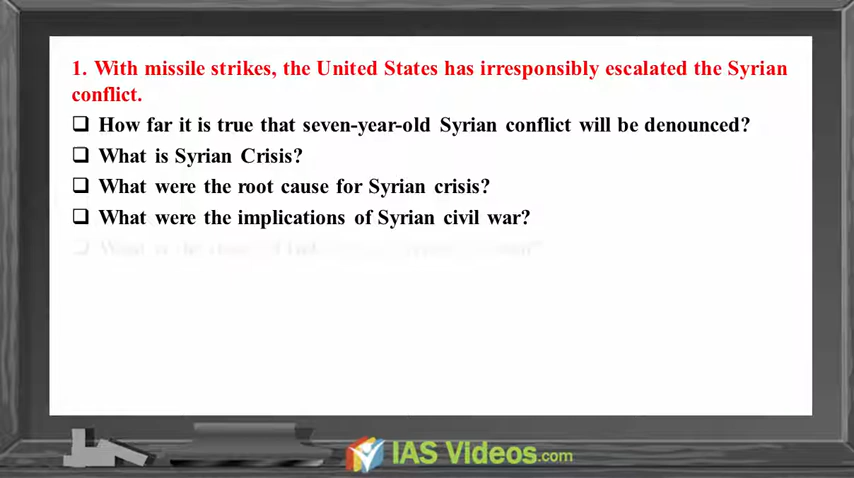 1. With missile strikes, the United States has irresponsibly escalated the Syrian
conflict.
❑ How far it is true that seven-year-old Syrian conflict will be denounced?
❑ What is Syrian Crisis?
❑ What were the root cause for Syrian crisis?
❑ What were the implications of Syrian civil war?
IAS Videos.com